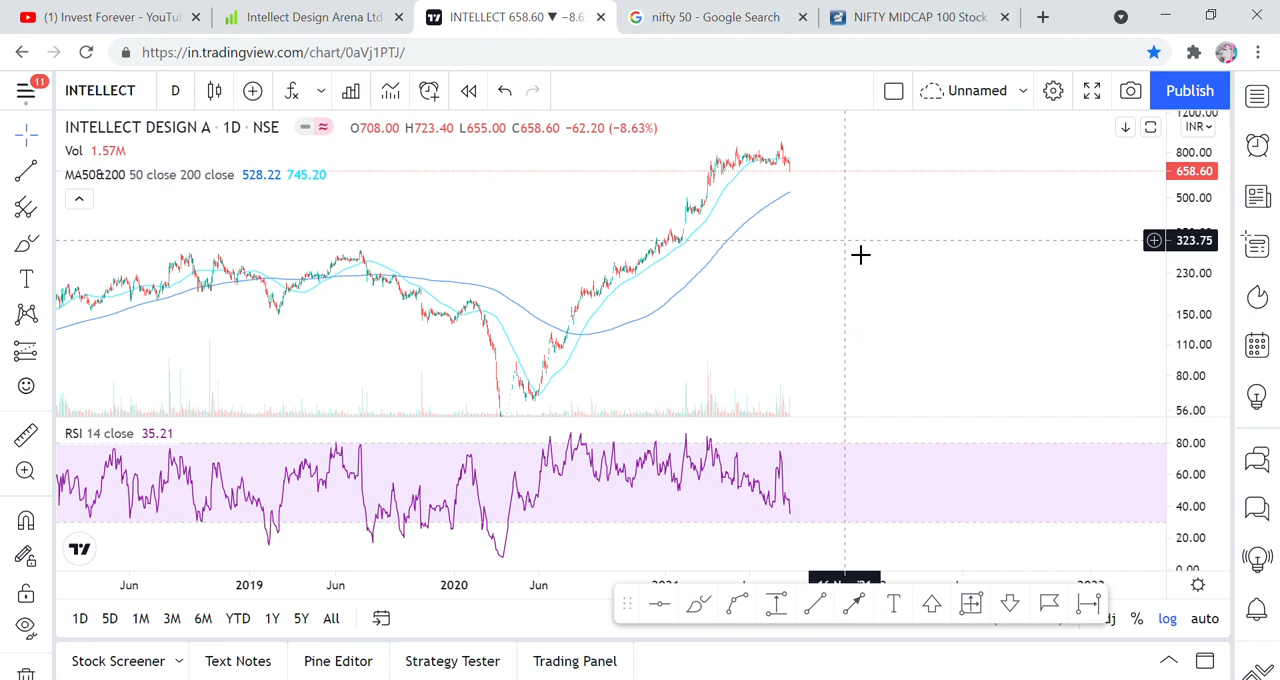 (1) Invest Forever - YouTu
Intellect Design Arena Ltd
INTELLECT 658.60 ▼ −8.6
nifty 50 - Google Search
NIFTY MIDCAP 100 Stock
https://in.tradingview.com/chart/0aVj1PTJ/
11
INTELLECT
D
Unnamed
Publish
INTELLECT DESIGN A · 1D · NSE
O708.00 H723.40 L655.00 C658.60 −62.20 (−8.63%)
Vol 1.57M
MA50&200 50 close 200 close 528.22 745.20
1200.00
INR
800.00
658.60
500.00
323.75
230.00
150.00
110.00
80.00
56.00
RSI 14 close 35.21
80.00
60.00
40.00
20.00
0.00
Jun 2019 Jun 2020 Jun 2021
1D 5D 1M 3M 6M YTD 1Y 5Y All
% log auto
Stock Screener
Text Notes
Pine Editor
Strategy Tester
Trading Panel